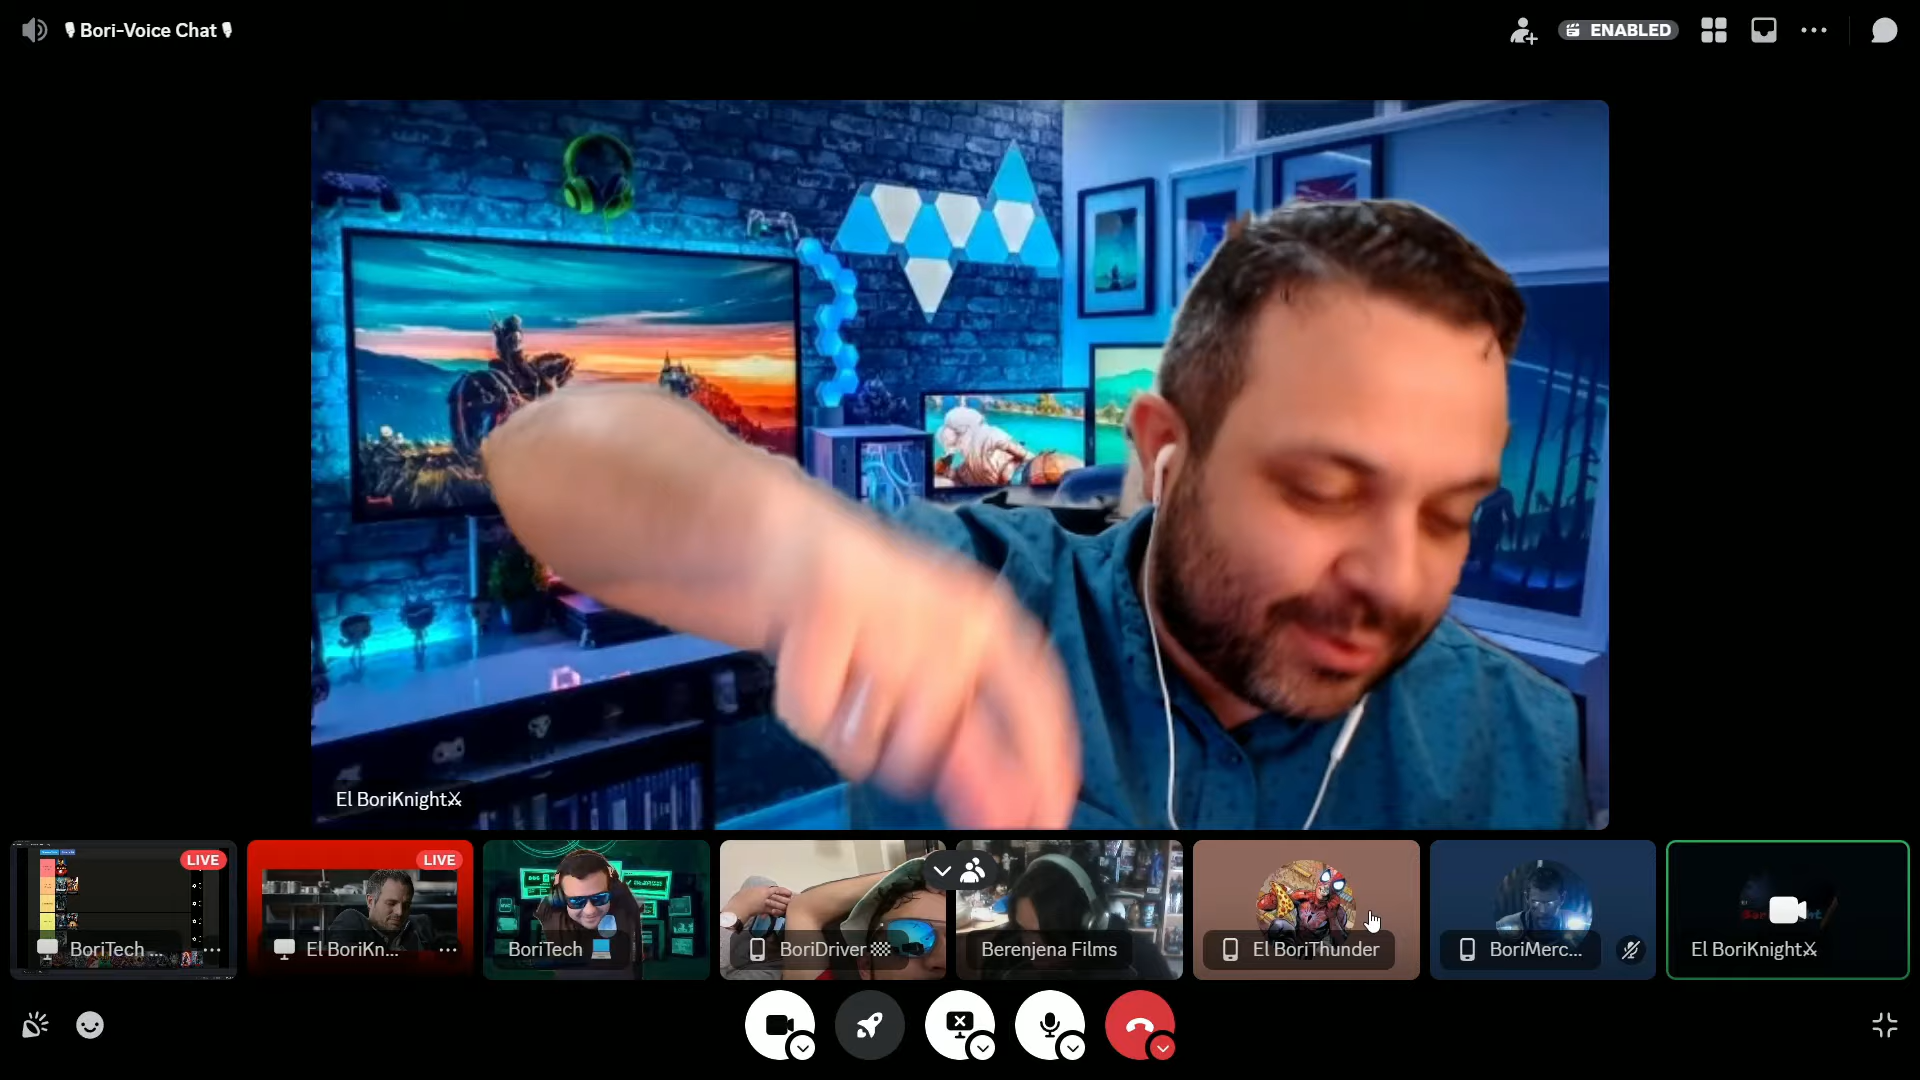 Bori-Voice Chat
ENABLED
El BoriKnight
LIVE
BoriTech ...
LIVE
El BoriKn...
BoriTech
BoriDriver
Berenjena Films
El BoriThunder
BoriMerc...
El BoriKnight